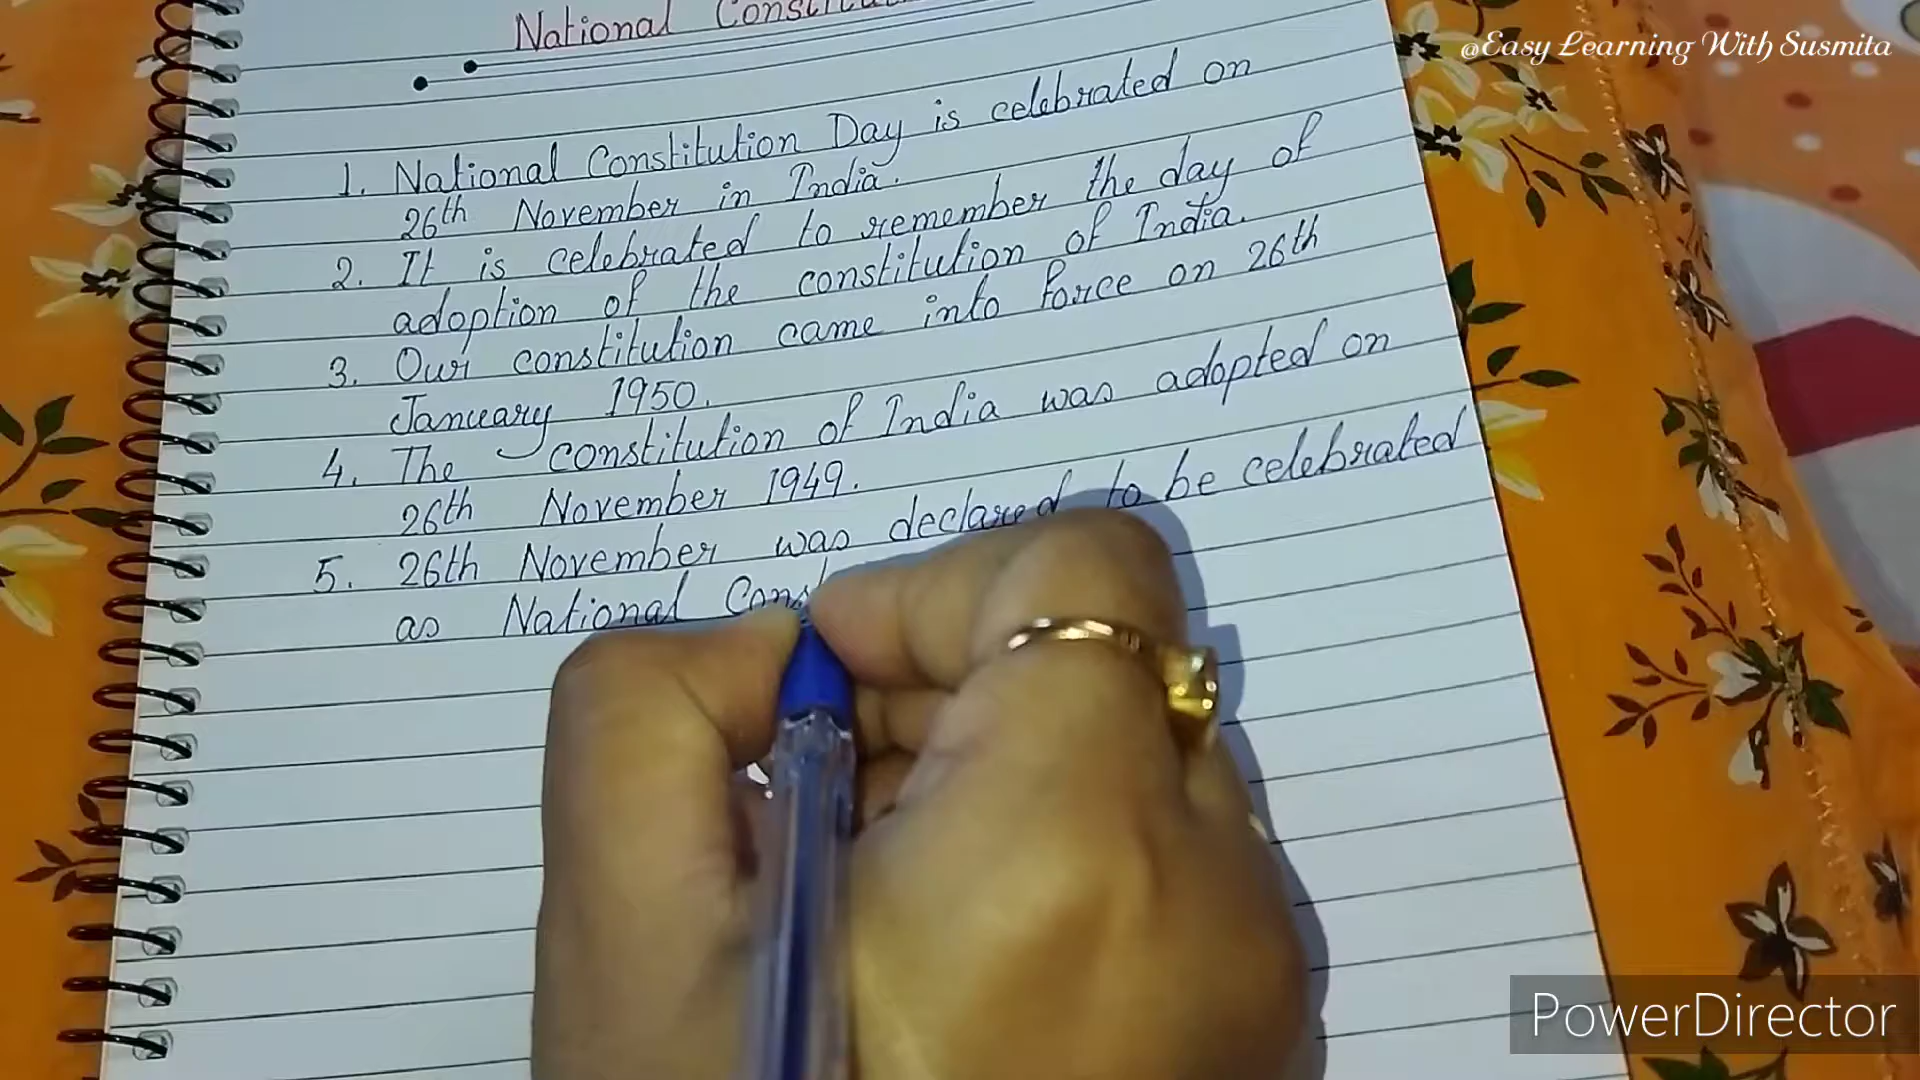 National
@Easy Learning With Susmita
1. National Constitution Day is celebrated on
26th November in India.
2. It is celebrated to remember the day of
adoption of the constitution of India.
3. Our constitution came into force on 26th
January 1950.
4. The constitution of India was adopted on
26th November 1949.
5. 26th November was declared to be celebrated
as National Cons
PowerDirector